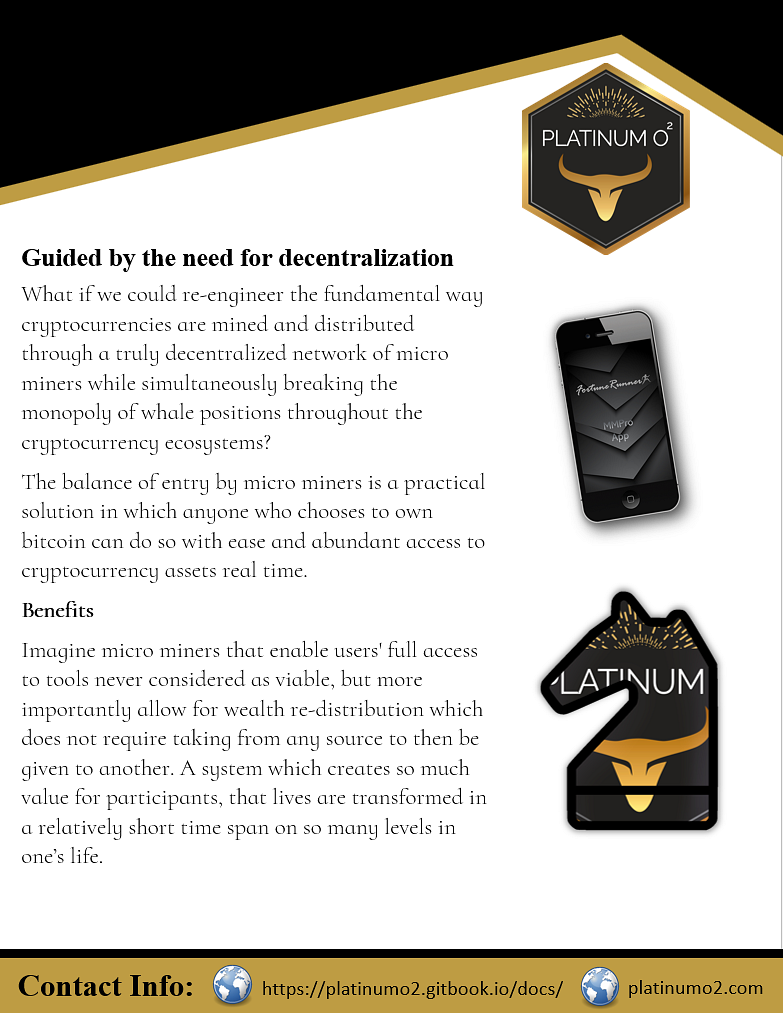 PLATINUM O²
Guided by the need for decentralization
What if we could re-engineer the fundamental way
cryptocurrencies are mined and distributed
through a truly decentralized network of micro
miners while simultaneously breaking the
monopoly of whale positions throughout the
cryptocurrency ecosystems?
FortuneRunner
MMPro
App
The balance of entry by micro miners is a practical
solution in which anyone who chooses to own
bitcoin can do so with ease and abundant access to
cryptocurrency assets real time.
Benefits
Imagine micro miners that enable users' full access
to tools never considered as viable, but more
importantly allow for wealth re-distribution which
does not require taking from any source to then be
given to another. A system which creates so much
value for participants, that lives are transformed in
a relatively short time span on so many levels in
one’s life.
PLATINUM
Contact Info: https://platinumo2.gitbook.io/docs/ platinumo2.com